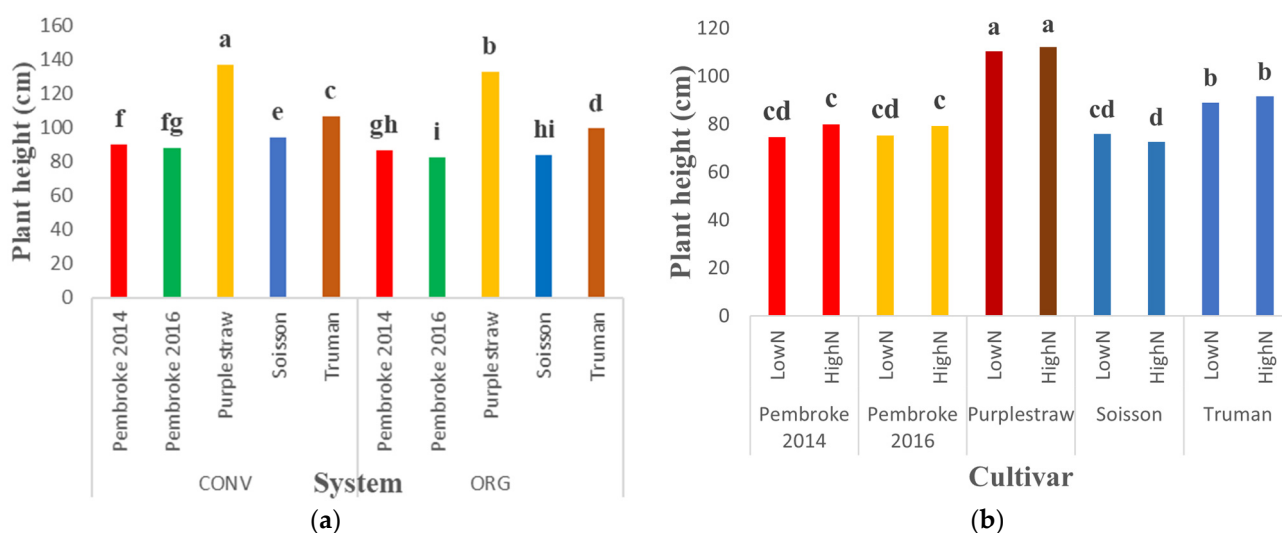 Plant height (cm)
160
140
120
100
80
60
40
20
0
f
fg
a
e
c
gh
i
b
hi
d
Pembroke 2014
Pembroke 2016
Purplestraw
Soisson
Truman
Pembroke 2014
Pembroke 2016
Purplestraw
Soisson
Truman
CONV
ORG
System
(a)
Plant height (cm)
120
100
80
60
40
20
0
cd
c
cd
c
a
a
cd
d
b
b
LowN
HighN
LowN
HighN
LowN
HighN
LowN
HighN
LowN
HighN
Pembroke
2014
Pembroke
2016
Purplestraw
Soisson
Truman
Cultivar
(b)